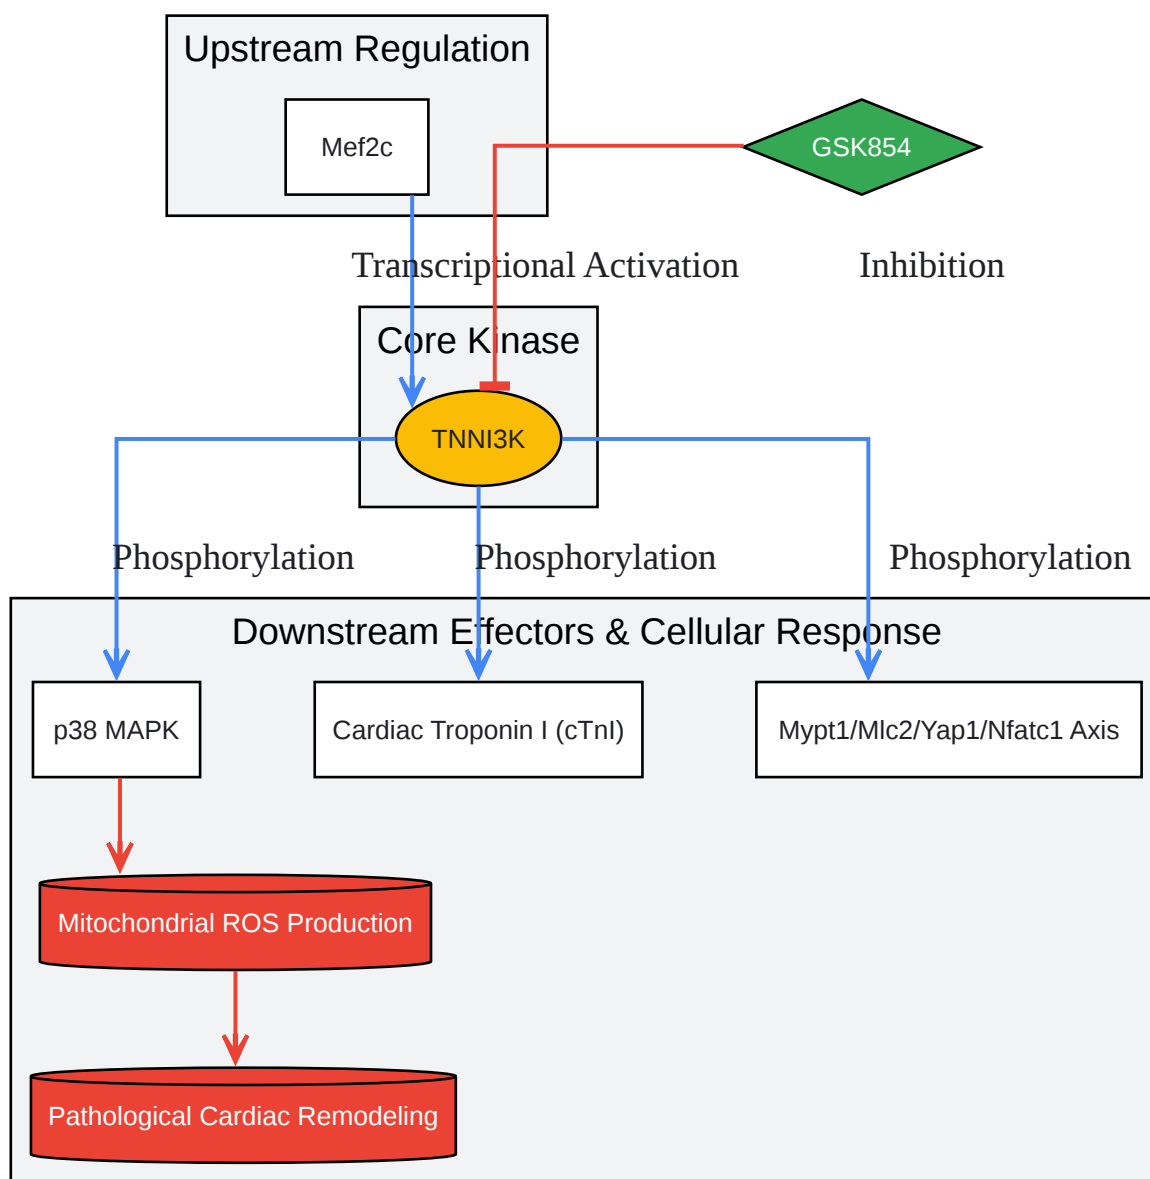 Upstream Regulation
Mef2c
GSK854
Transcriptional Activation
Inhibition
Core Kinase
TNNI3K
Phosphorylation
Phosphorylation
Phosphorylation
Downstream Effectors & Cellular Response
p38 MAPK
Cardiac Troponin I (cTnI)
Mypt1/Mlc2/Yap1/Nfatc1 Axis
Mitochondrial ROS Production
Pathological Cardiac Remodeling